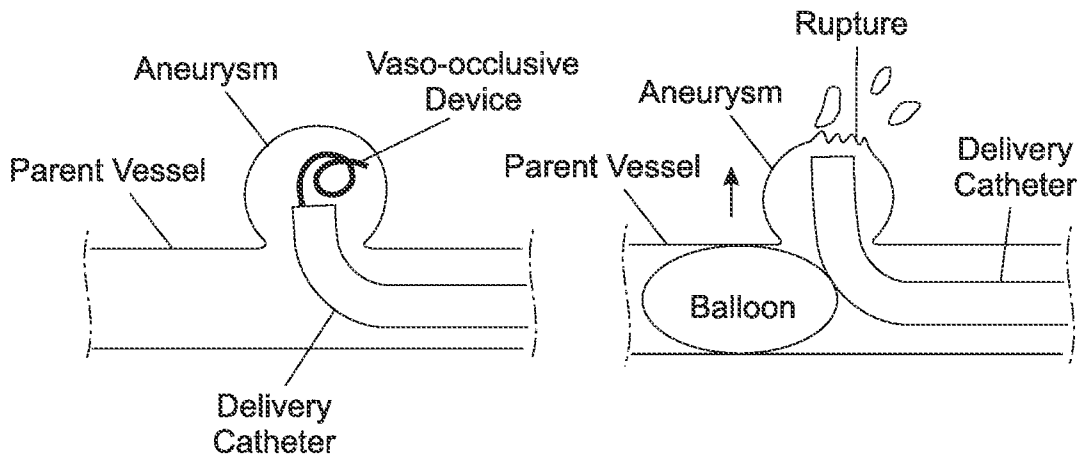 Aneurysm
Vaso-occlusive
Device
Parent Vessel
Delivery
Catheter
Rupture
Aneurysm
Parent Vessel
Delivery
Catheter
Balloon